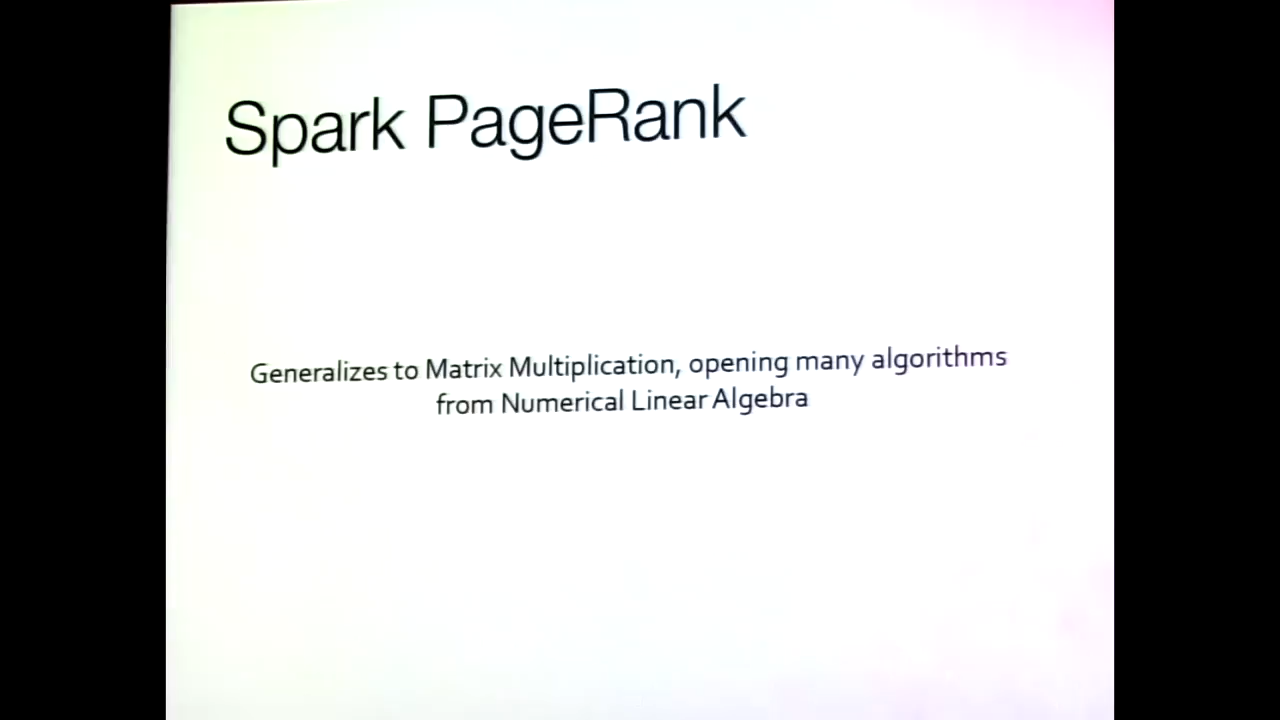 Spark PageRank
Generalizes to Matrix Multiplication, opening many algorithms
from Numerical Linear Algebra